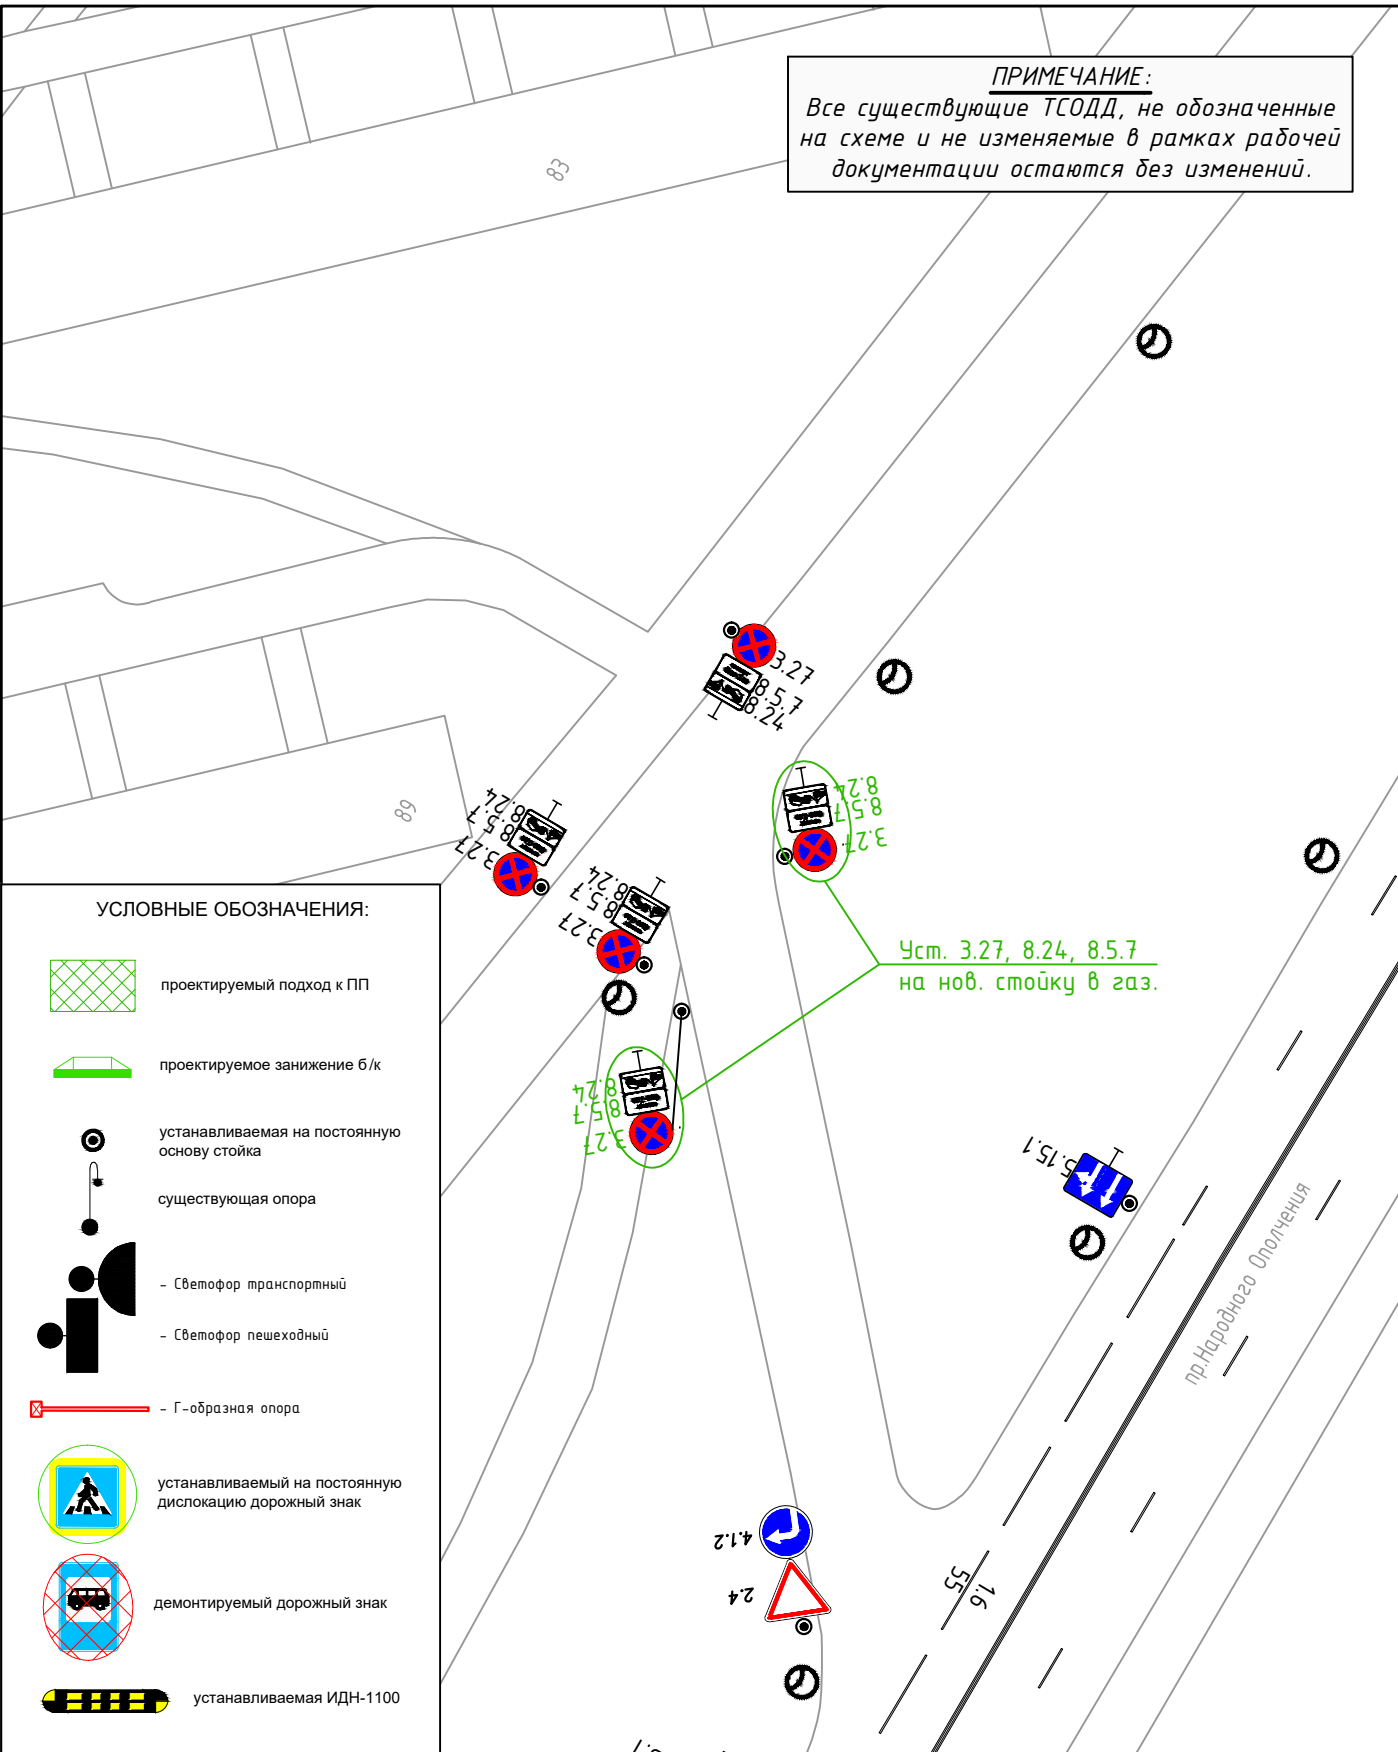 ПРИМЕЧАНИЕ:
Все существующие ТСОДД, не обозначенные
на схеме и не изменяемые в рамках рабочей
документации остаются без изменений.
83
3.27
8.5.7
8.24
8.24
8.5.7
3.27
89
8.24
8.5.7
3.27
8.24
8.5.7
3.27
Уст. 3.27, 8.24, 8.5.7
на нов. стойку в газ.
8.24
8.5.7
3.27
5.15.1
пр.Народного Ополчения
4.1.2
2.4
55
1.6
УСЛОВНЫЕ ОБОЗНАЧЕНИЯ:
проектируемый подход к ПП
проектируемое занижение б/к
устанавливаемая на постоянную
основу стойка
существующая опора
- Светофор транспортный
- Светофор пешеходный
- Г-образная опора
устанавливаемый на постоянную
дислокацию дорожный знак
демонтируемый дорожный знак
устанавливаемая ИДН-1100